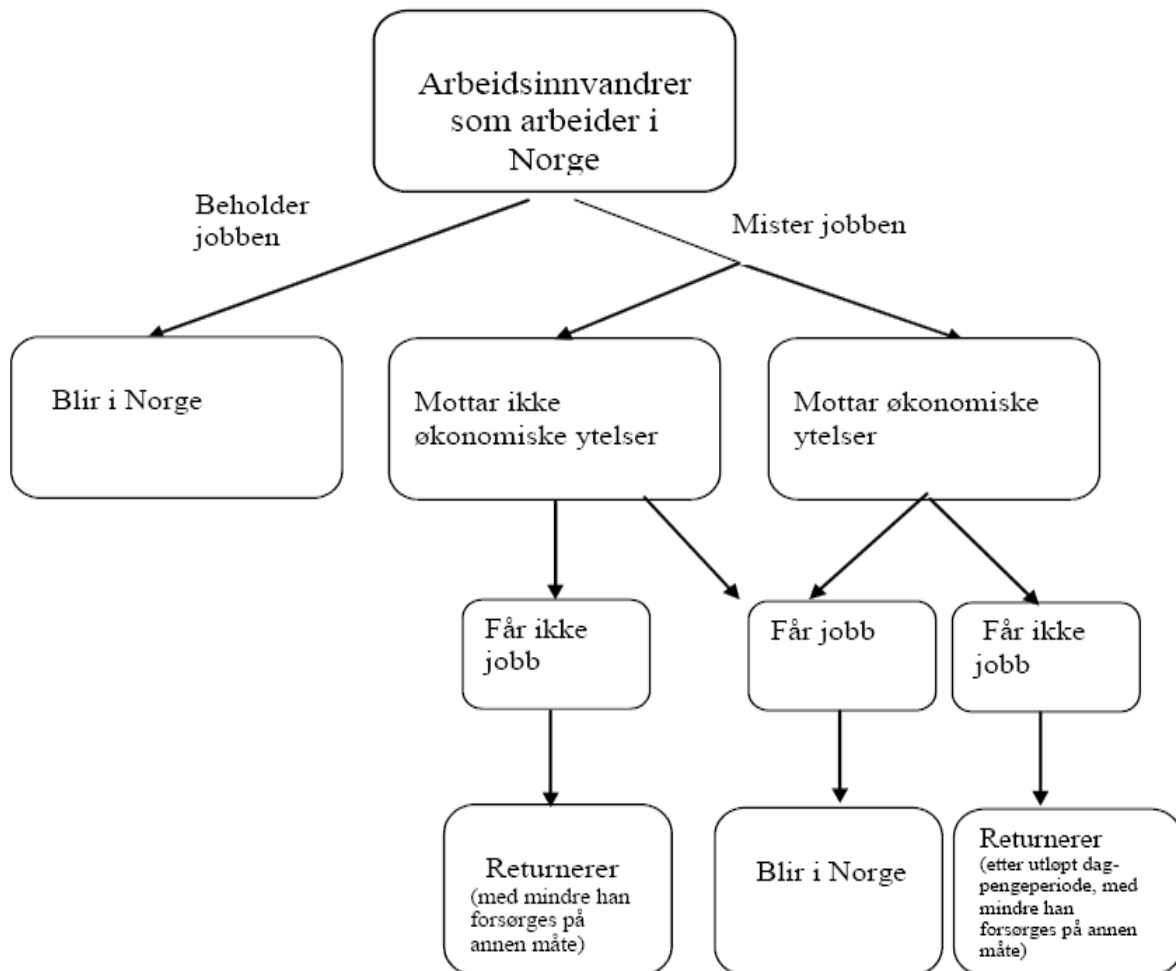 Arbeidsinnvandrer
som arbeider i
Norge
Beholder
jobben
Mister jobben
Blir i Norge
Mottar ikke
økonomiske ytelser
Mottar økonomiske
ytelser
Får ikke
jobb
Får jobb
Får ikke
jobb
Returnerer
(med mindre han
forsørges på
annen måte)
Blir i Norge
Returnerer
(etter utløpt dag-
pengeperiode, med
mindre han
forsørges på annen
måte)